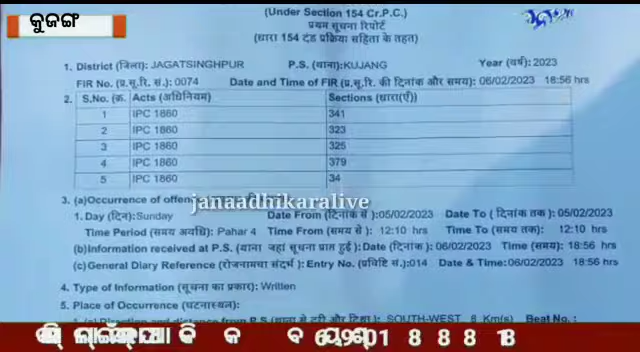 କୁଜଙ୍ଗ
(Under Section 154 Cr.P.C.)
प्रथम सूचना रिपोर्ट
(धारा 154 दंड प्रक्रिया संहिता के तहत)
1. District (जिला): JAGATSINGHPUR P.S. (थाना):KUJANG Year (वर्ष): 2023
FIR No. (प्र.सू.रि. सं.): 0074 Date and Time of FIR (प्र.सू.रि. की दिनांक और समय): 06/02/2023 18:56 hrs
2. S.No. (क्र. Acts (अधिनियम) Sections (धारा(एँ))
1 IPC 1860 341
2 IPC 1860 323
3 IPC 1860 325
4 IPC 1860 379
5 IPC 1860 34
3. (a)Occurrence of offen
janaadhikaralive
1. Day (दिन):Sunday Date From (दिनांक से ):05/02/2023 Date To ( दिनांक तक ):05/02/2023
Time Period (समय अवधि): Pahar 4 Time From (समय से ): 12:10 hrs Time To (समय तक): 12:10 hrs
(b)Information received at P.S. (थाना जहां सूचना प्राप्त हुई ): Date (दिनांक ): 06/02/2023 Time (समय): 18:56 hrs
(c)General Diary Reference (रोजनामचा संदर्भ ): Entry No. (प्रविष्टि सं.):014 Date & Time:06/02/2023 18:56 hrs
4. Type of Information (सूचना का प्रकार): Written
5. Place of Occurrence (घटनास्थल):
1. (a)Direction and distance from P.S (थाना से दूरी और दिशा ): SOUTH-WEST, 8 Km(s) Beat No.: